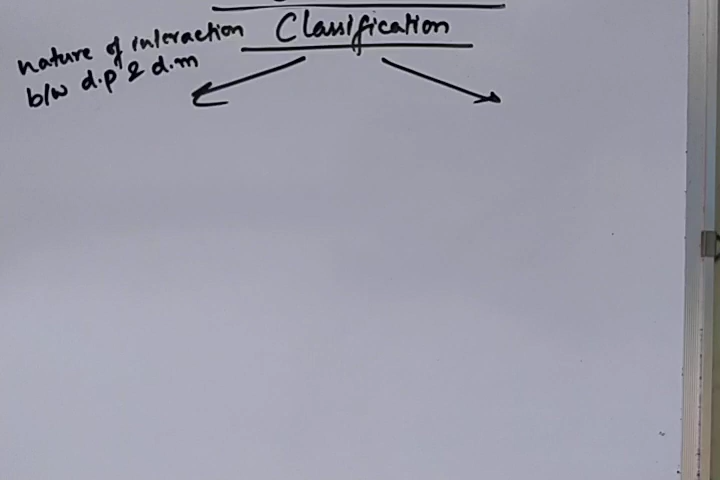 Classification
nature of interaction
b/w d.p & d.m